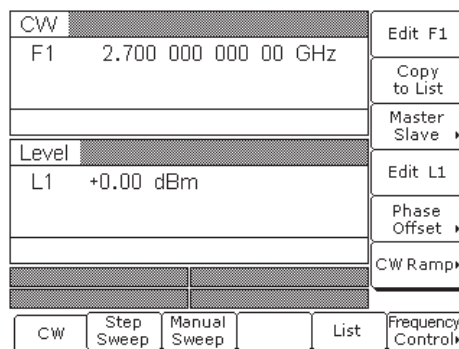 CW
F1 2.700 000 000 00 GHz
Level
L1 +0.00 dBm
Edit F1
Copy
to List
Master
Slave
Edit L1
Phase
Offset
CW Ramp
CW
Step
Sweep
Manual
Sweep
List
Frequency
Control